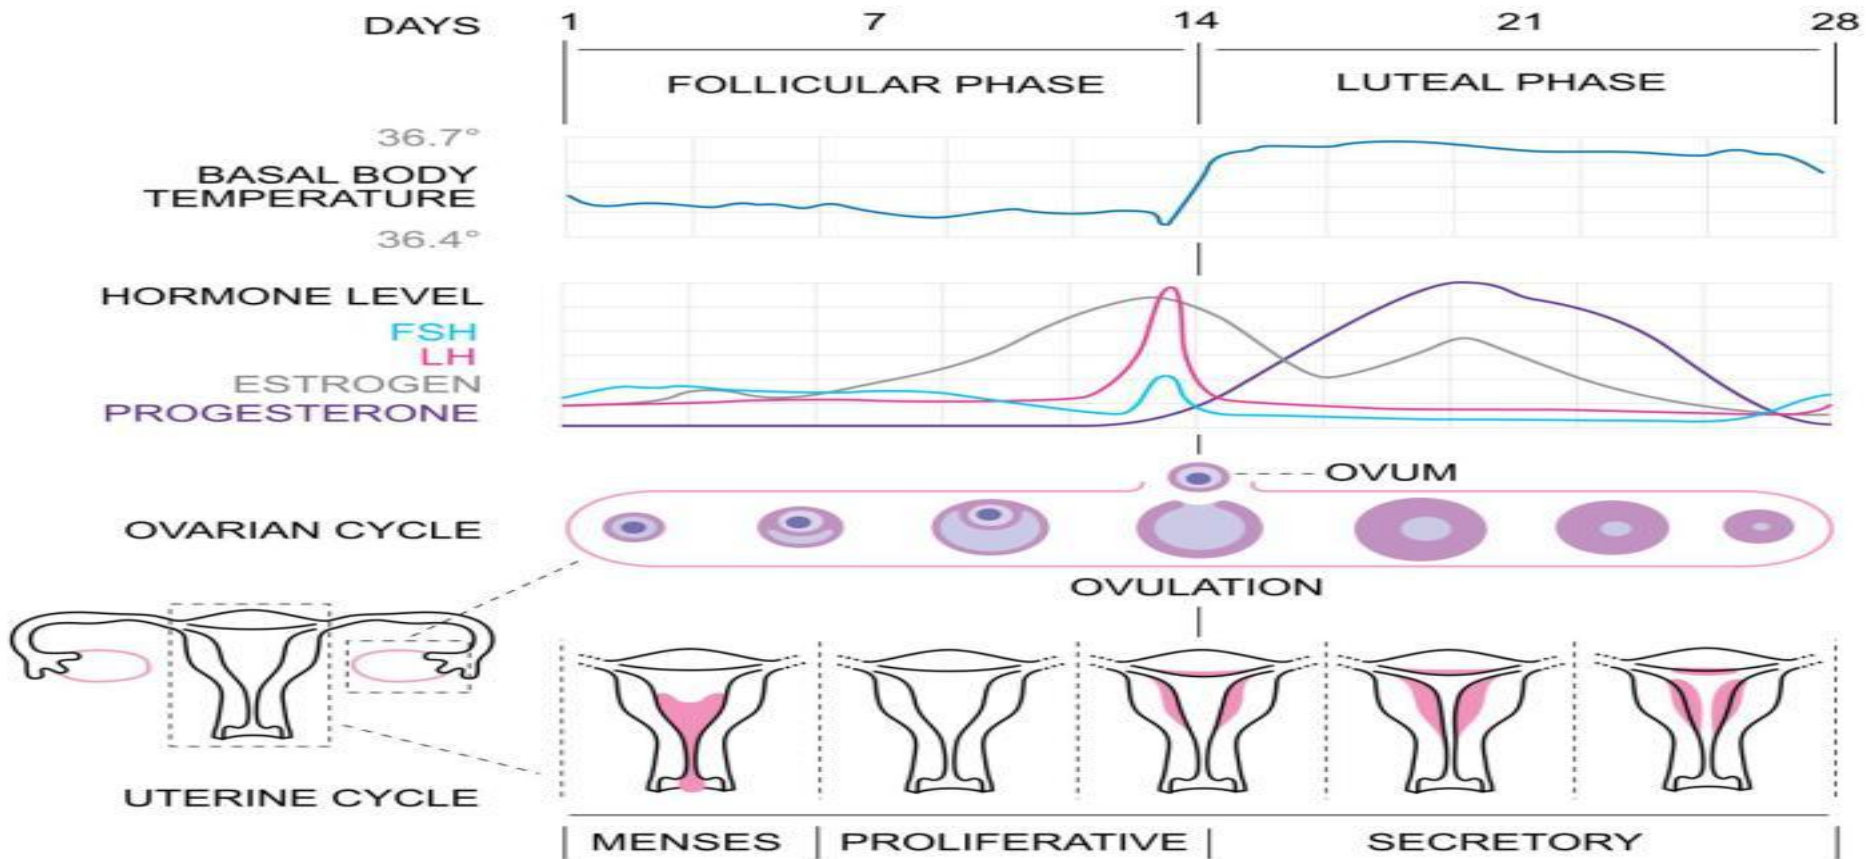 DAYS 1 7 14 21 28
FOLLICULAR PHASE LUTEAL PHASE
36.7°
BASAL BODY
TEMPERATURE
36.4°
HORMONE LEVEL
FSH
LH
ESTROGEN
PROGESTERONE
OVUM
OVARIAN CYCLE
OVULATION
UTERINE CYCLE
MENSES PROLIFERATIVE SECRETORY